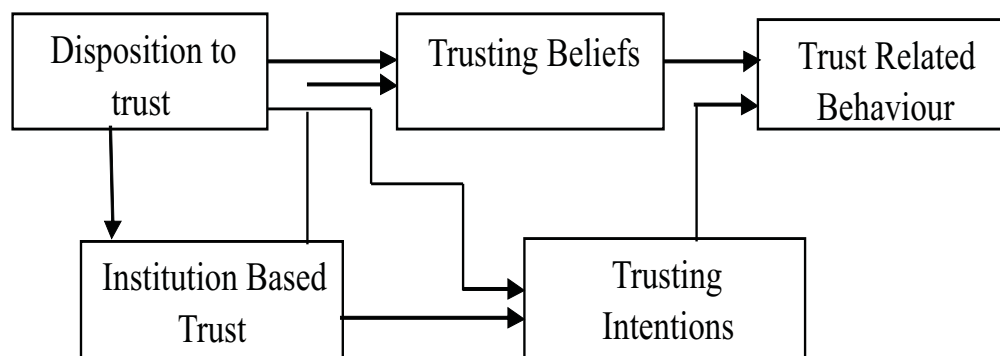 Disposition to
trust
Trusting Beliefs
Trust Related
Behaviour
Institution Based
Trust
Trusting
Intentions